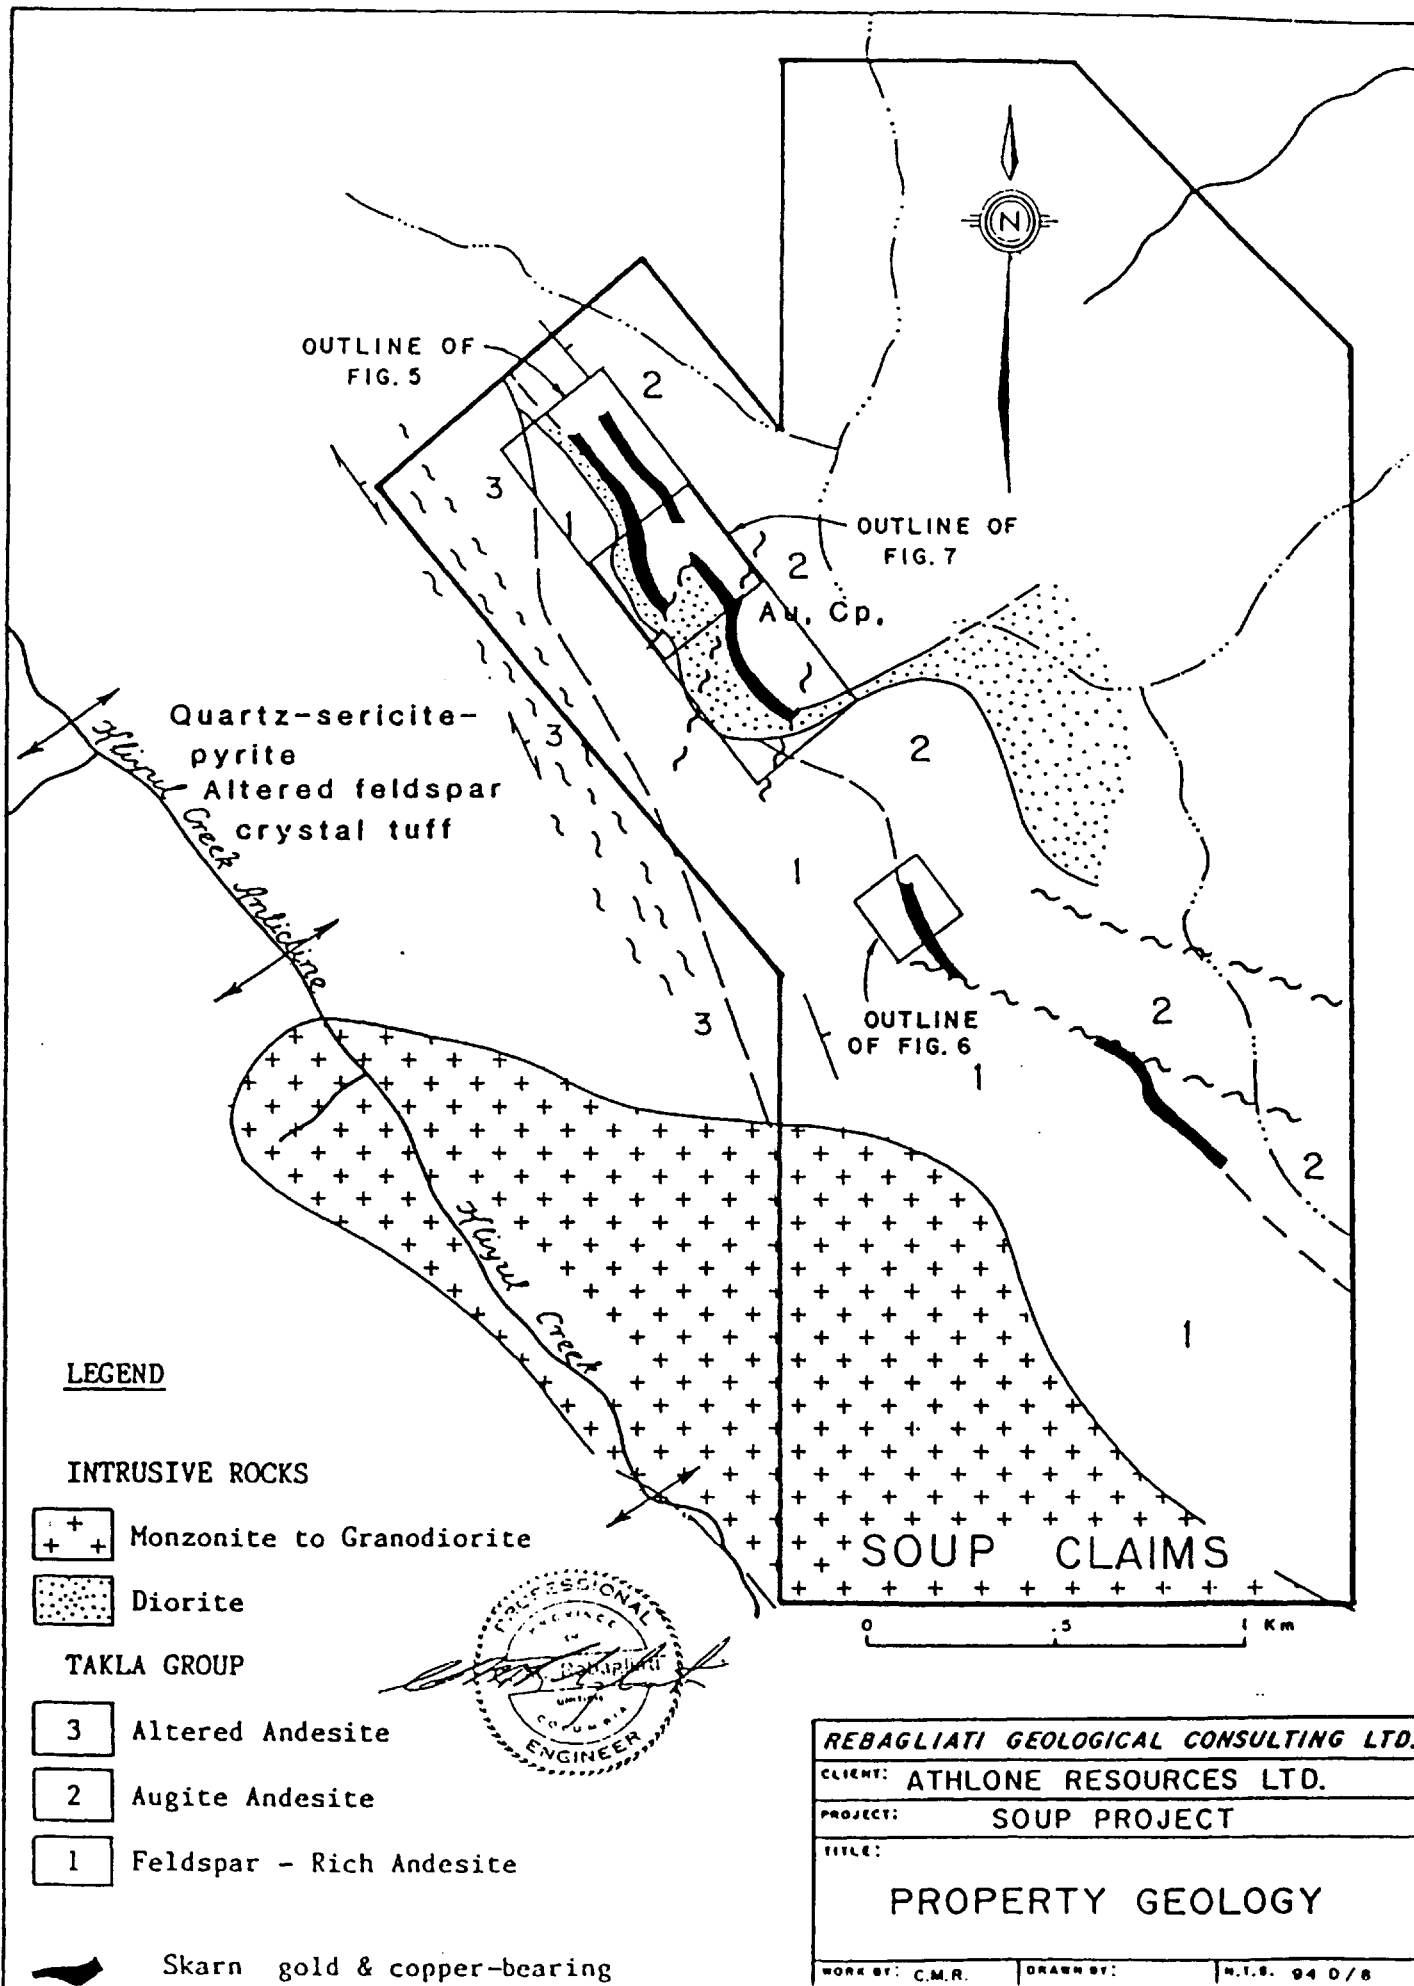 N
OUTLINE OF
FIG. 5
2
3
1
OUTLINE OF
FIG. 7
2
Au, Cp.
Quartz-sericite-
pyrite
Altered feldspar
crystal tuff
3
2
Creek Anticline
1
3
OUTLINE
OF FIG. 6
2
1
2
Creek
1
LEGEND
INTRUSIVE ROCKS
Monzonite to Granodiorite
Diorite
TAKLA GROUP
3 Altered Andesite
2 Augite Andesite
1 Feldspar - Rich Andesite
Skarn gold & copper-bearing
PROFESSIONAL
PROVINCE
COLUMBIA
ENGINEER
SOUP CLAIMS
0 .5 1 Km
REBAGLIATI GEOLOGICAL CONSULTING LTD.
CLIENT: ATHLONE RESOURCES LTD.
PROJECT: SOUP PROJECT
TITLE:
PROPERTY GEOLOGY
WORK BY: C.M.R. DRAWN BY: N.T.S. 94 D/8